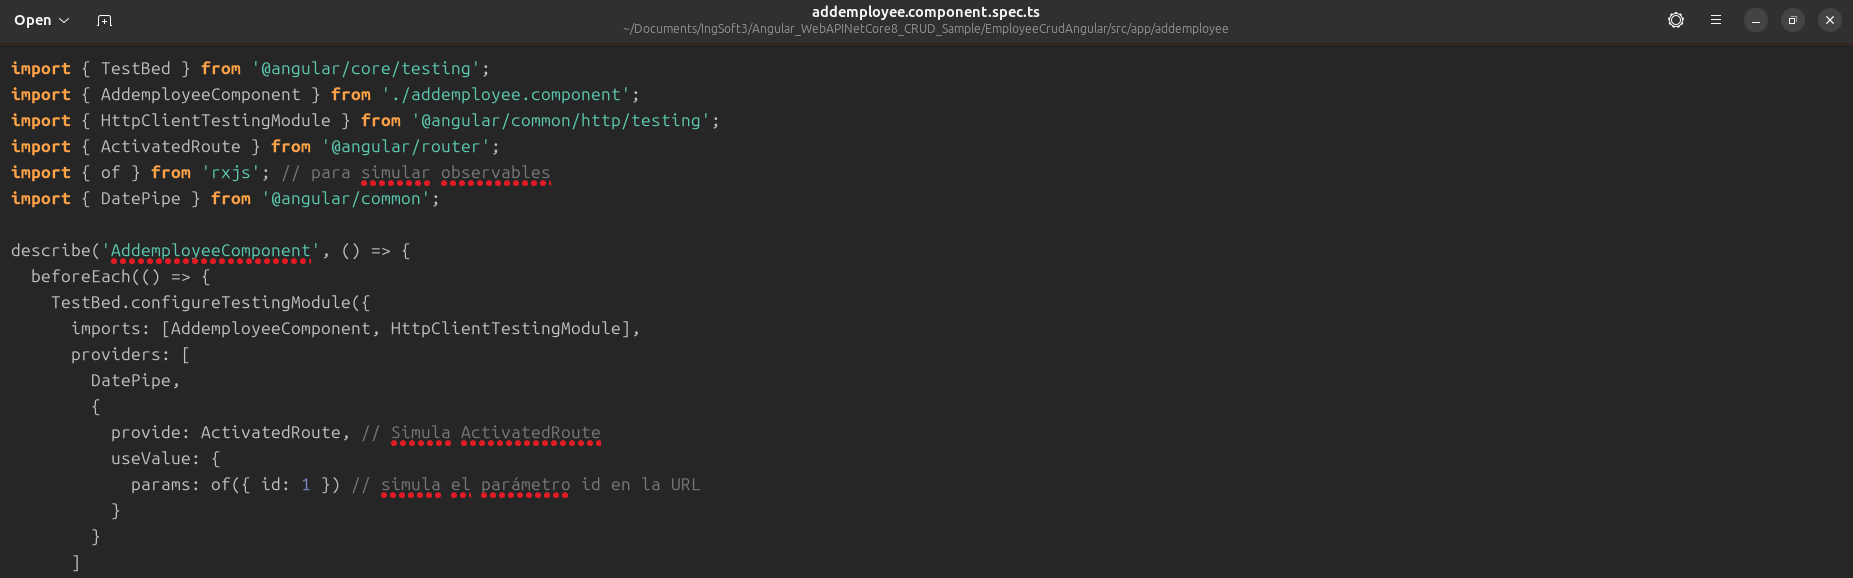 Open
addemployee.component.spec.ts
~/Documents/IngSoft3/Angular_WebAPINetCore8_CRUD_Sample/EmployeeCrudAngular/src/app/addemployee
import { TestBed } from '@angular/core/testing';
import { AddemployeeComponent } from './addemployee.component';
import { HttpClientTestingModule } from '@angular/common/http/testing';
import { ActivatedRoute } from '@angular/router';
import { of } from 'rxjs'; // para simular observables
import { DatePipe } from '@angular/common';

describe('AddemployeeComponent', () => {
  beforeEach(() => {
    TestBed.configureTestingModule({
      imports: [AddemployeeComponent, HttpClientTestingModule],
      providers: [
        DatePipe,
        {
          provide: ActivatedRoute, // Simula ActivatedRoute
          useValue: {
            params: of({ id: 1 }) // simula el parámetro id en la URL
          }
        }
      ]